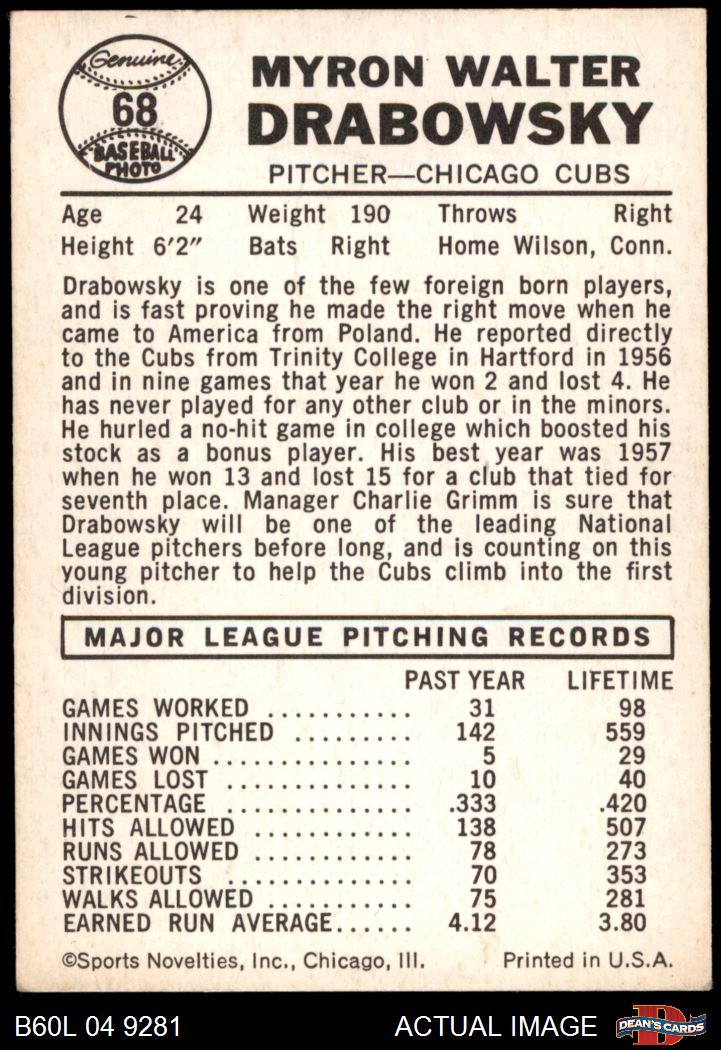 Genuine
68
BASEBALL
PHOTO
MYRON WALTER
DRABOWSKY
PITCHER—CHICAGO CUBS
Age 24 Weight 190 Throws Right
Height 6'2" Bats Right Home Wilson, Conn.
Drabowsky is one of the few foreign born players,
and is fast proving he made the right move when he
came to America from Poland. He reported directly
to the Cubs from Trinity College in Hartford in 1956
and in nine games that year he won 2 and lost 4. He
has never played for any other club or in the minors.
He hurled a no-hit game in college which boosted his
stock as a bonus player. His best year was 1957
when he won 13 and lost 15 for a club that tied for
seventh place. Manager Charlie Grimm is sure that
Drabowsky will be one of the leading National
League pitchers before long, and is counting on this
young pitcher to help the Cubs climb into the first
division.
MAJOR LEAGUE PITCHING RECORDS
PAST YEAR LIFETIME
GAMES WORKED ............ 31 98
INNINGS PITCHED ......... 142 559
GAMES WON ............... 5 29
GAMES LOST .............. 10 40
PERCENTAGE .............. .333 .420
HITS ALLOWED ............ 138 507
RUNS ALLOWED ............ 78 273
STRIKEOUTS .............. 70 353
WALKS ALLOWED ........... 75 281
EARNED RUN AVERAGE...... 4.12 3.80
©Sports Novelties, Inc., Chicago, Ill. Printed in U.S.A.
B60L 04 9281 ACTUAL IMAGE D DEAN'S CARDS